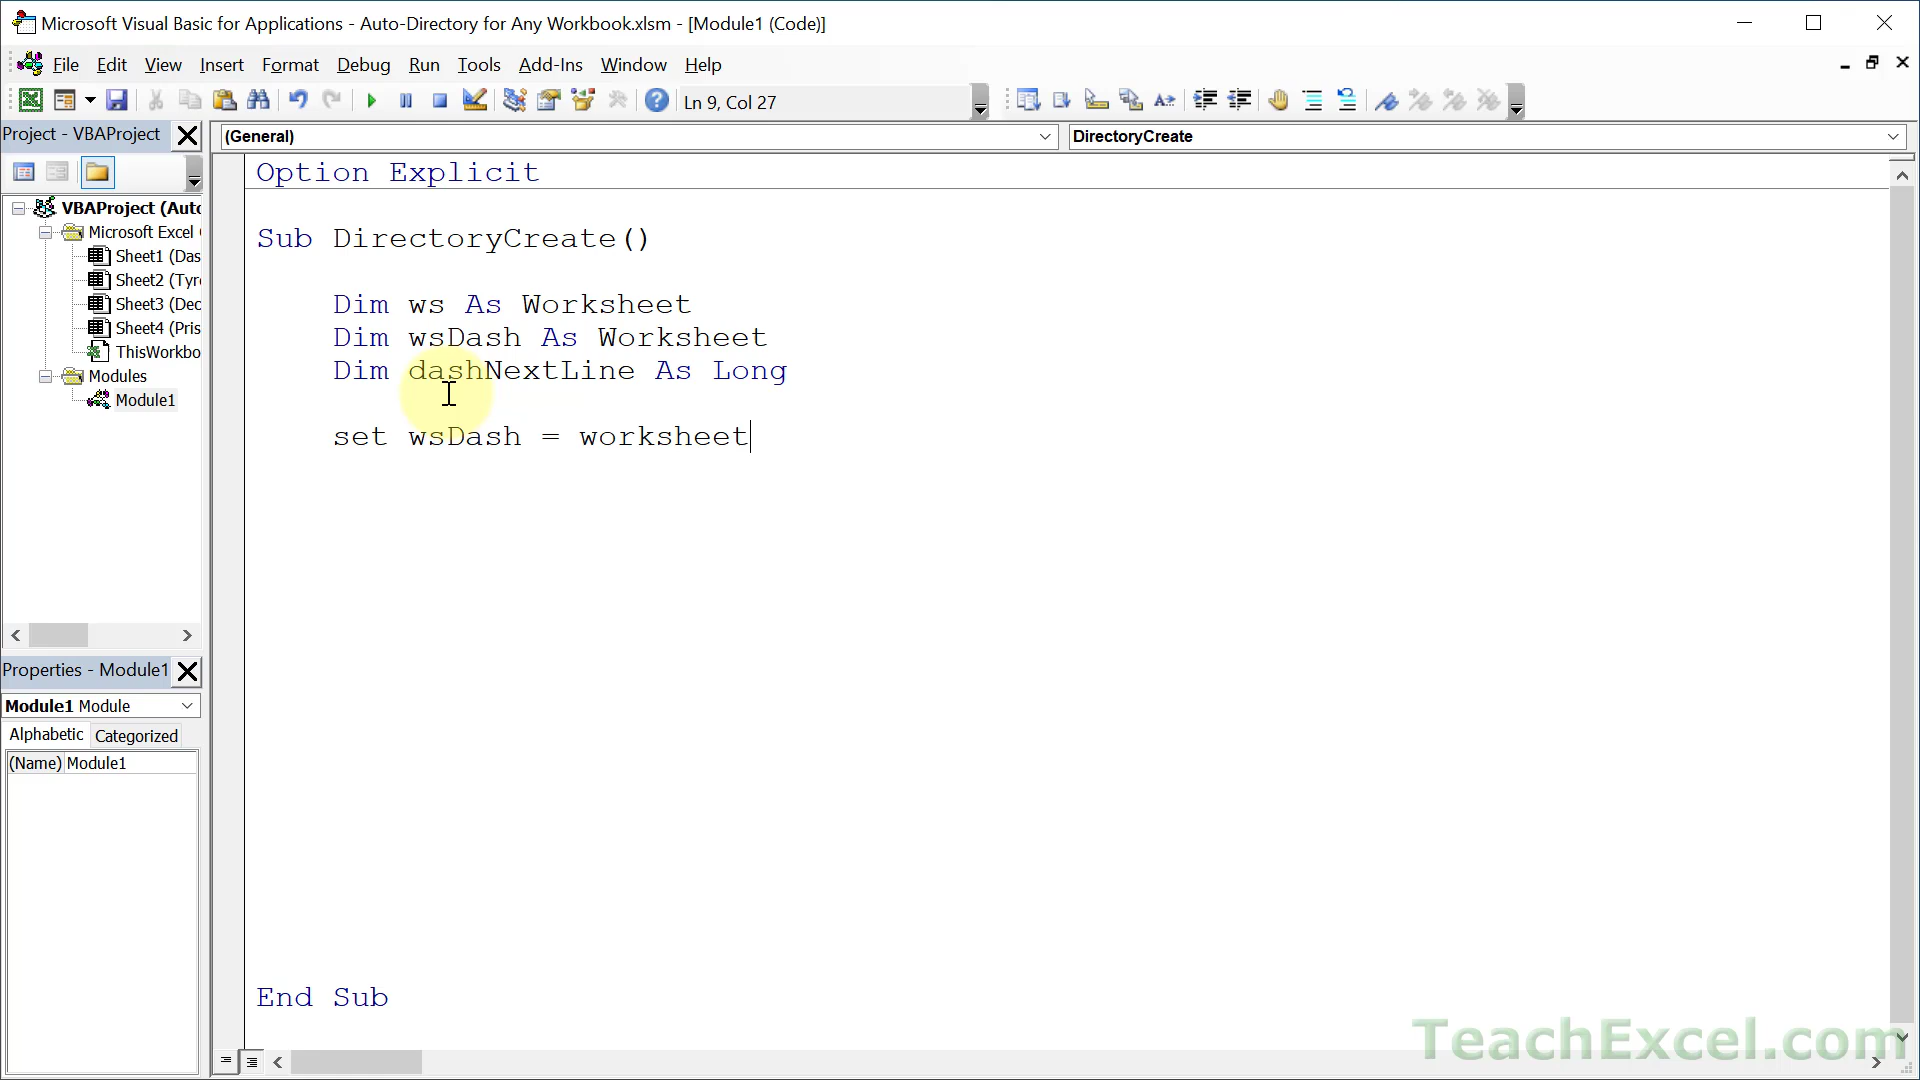 Microsoft Visual Basic for Applications - Auto-Directory for Any Workbook.xlsm - [Module1 (Code)]
File Edit View Insert Format Debug Run Tools Add-Ins Window Help
Ln 9, Col 27
Project - VBAProject
(General)
DirectoryCreate
VBAProject (Auto
Microsoft Excel
Sheet1 (Das
Sheet2 (Tyre
Sheet3 (Dec
Sheet4 (Pris
ThisWorkbo
Modules
Module1
Option Explicit
Sub DirectoryCreate()
Dim ws As Worksheet
Dim wsDash As Worksheet
Dim dashNextLine As Long
set wsDash = worksheet
End Sub
Properties - Module1
Module1 Module
Alphabetic Categorized
(Name) Module1
TeachExcel.com